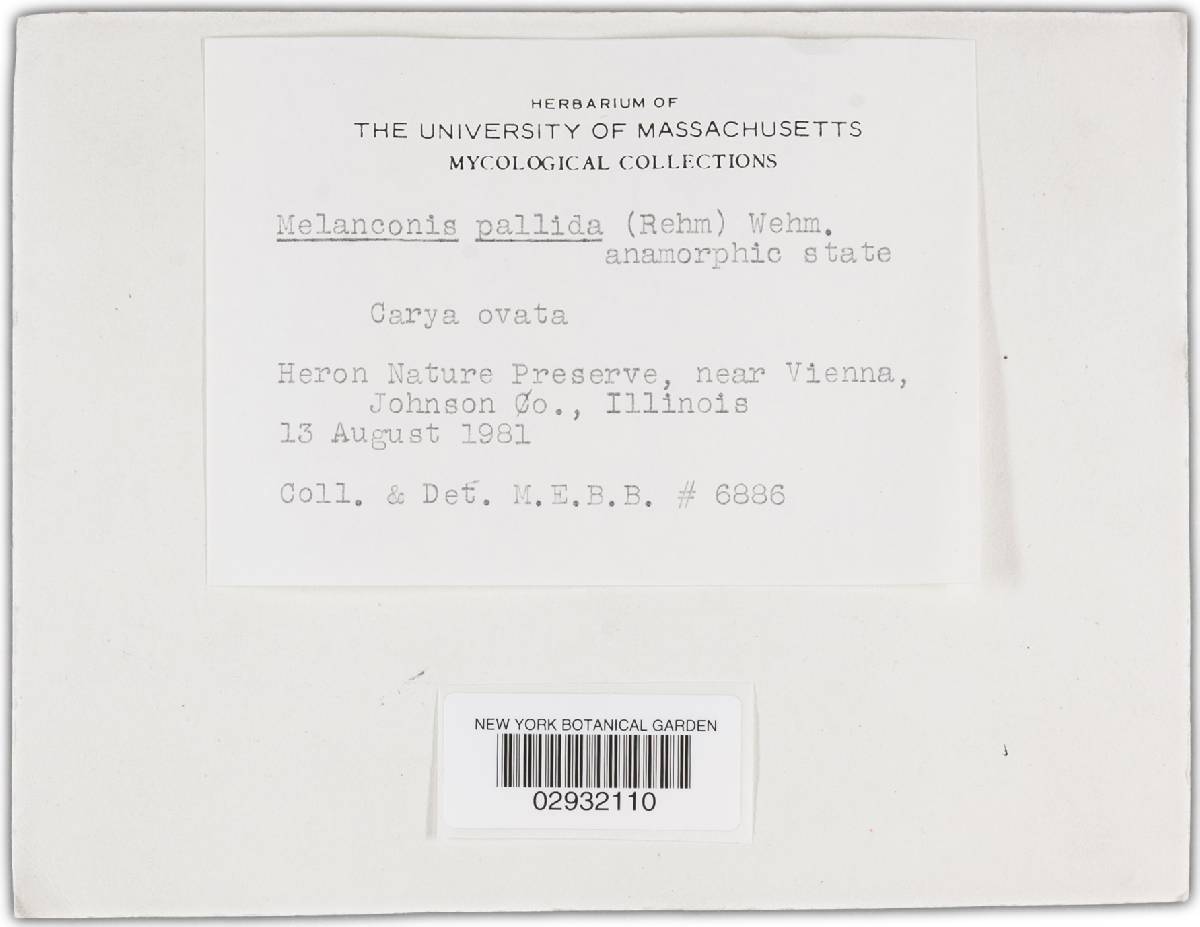 HERBARIUM OF
THE UNIVERSITY OF MASSACHUSETTS
MYCOLOGICAL COLLECTIONS
Melanconis pallida (Rehm) Wehm.
anamorphic state
Carya ovata
Heron Nature Preserve, near Vienna,
Johnson Co., Illinois
13 August 1981
Coll. & Det. M.E.B.B. # 6886
NEW YORK BOTANICAL GARDEN
02932110